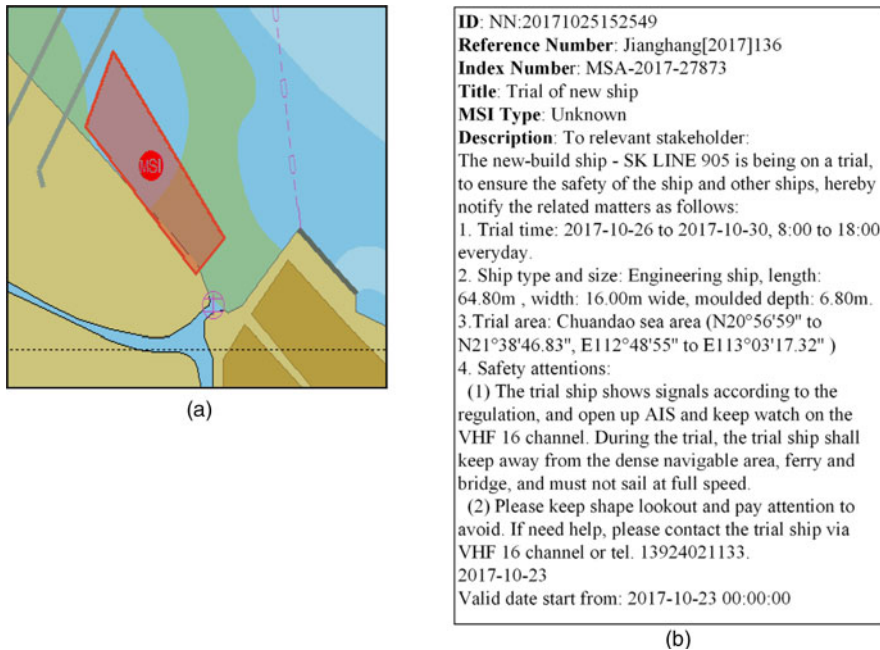 MSI
(a)
ID: NN:20171025152549
Reference Number: Jianghang[2017]136
Index Number: MSA-2017-27873
Title: Trial of new ship
MSI Type: Unknown
Description: To relevant stakeholder:
The new-build ship - SK LINE 905 is being on a trial,
to ensure the safety of the ship and other ships, hereby
notify the related matters as follows:
1. Trial time: 2017-10-26 to 2017-10-30, 8:00 to 18:00
everyday.
2. Ship type and size: Engineering ship, length:
64.80m , width: 16.00m wide, moulded depth: 6.80m.
3.Trial area: Chuandao sea area (N20°56'59" to
N21°38'46.83", E112°48'55" to E113°03'17.32" )
4. Safety attentions:
(1) The trial ship shows signals according to the
regulation, and open up AIS and keep watch on the
VHF 16 channel. During the trial, the trial ship shall
keep away from the dense navigable area, ferry and
bridge, and must not sail at full speed.
(2) Please keep shape lookout and pay attention to
avoid. If need help, please contact the trial ship via
VHF 16 channel or tel. 13924021133.
2017-10-23
Valid date start from: 2017-10-23 00:00:00
(b)